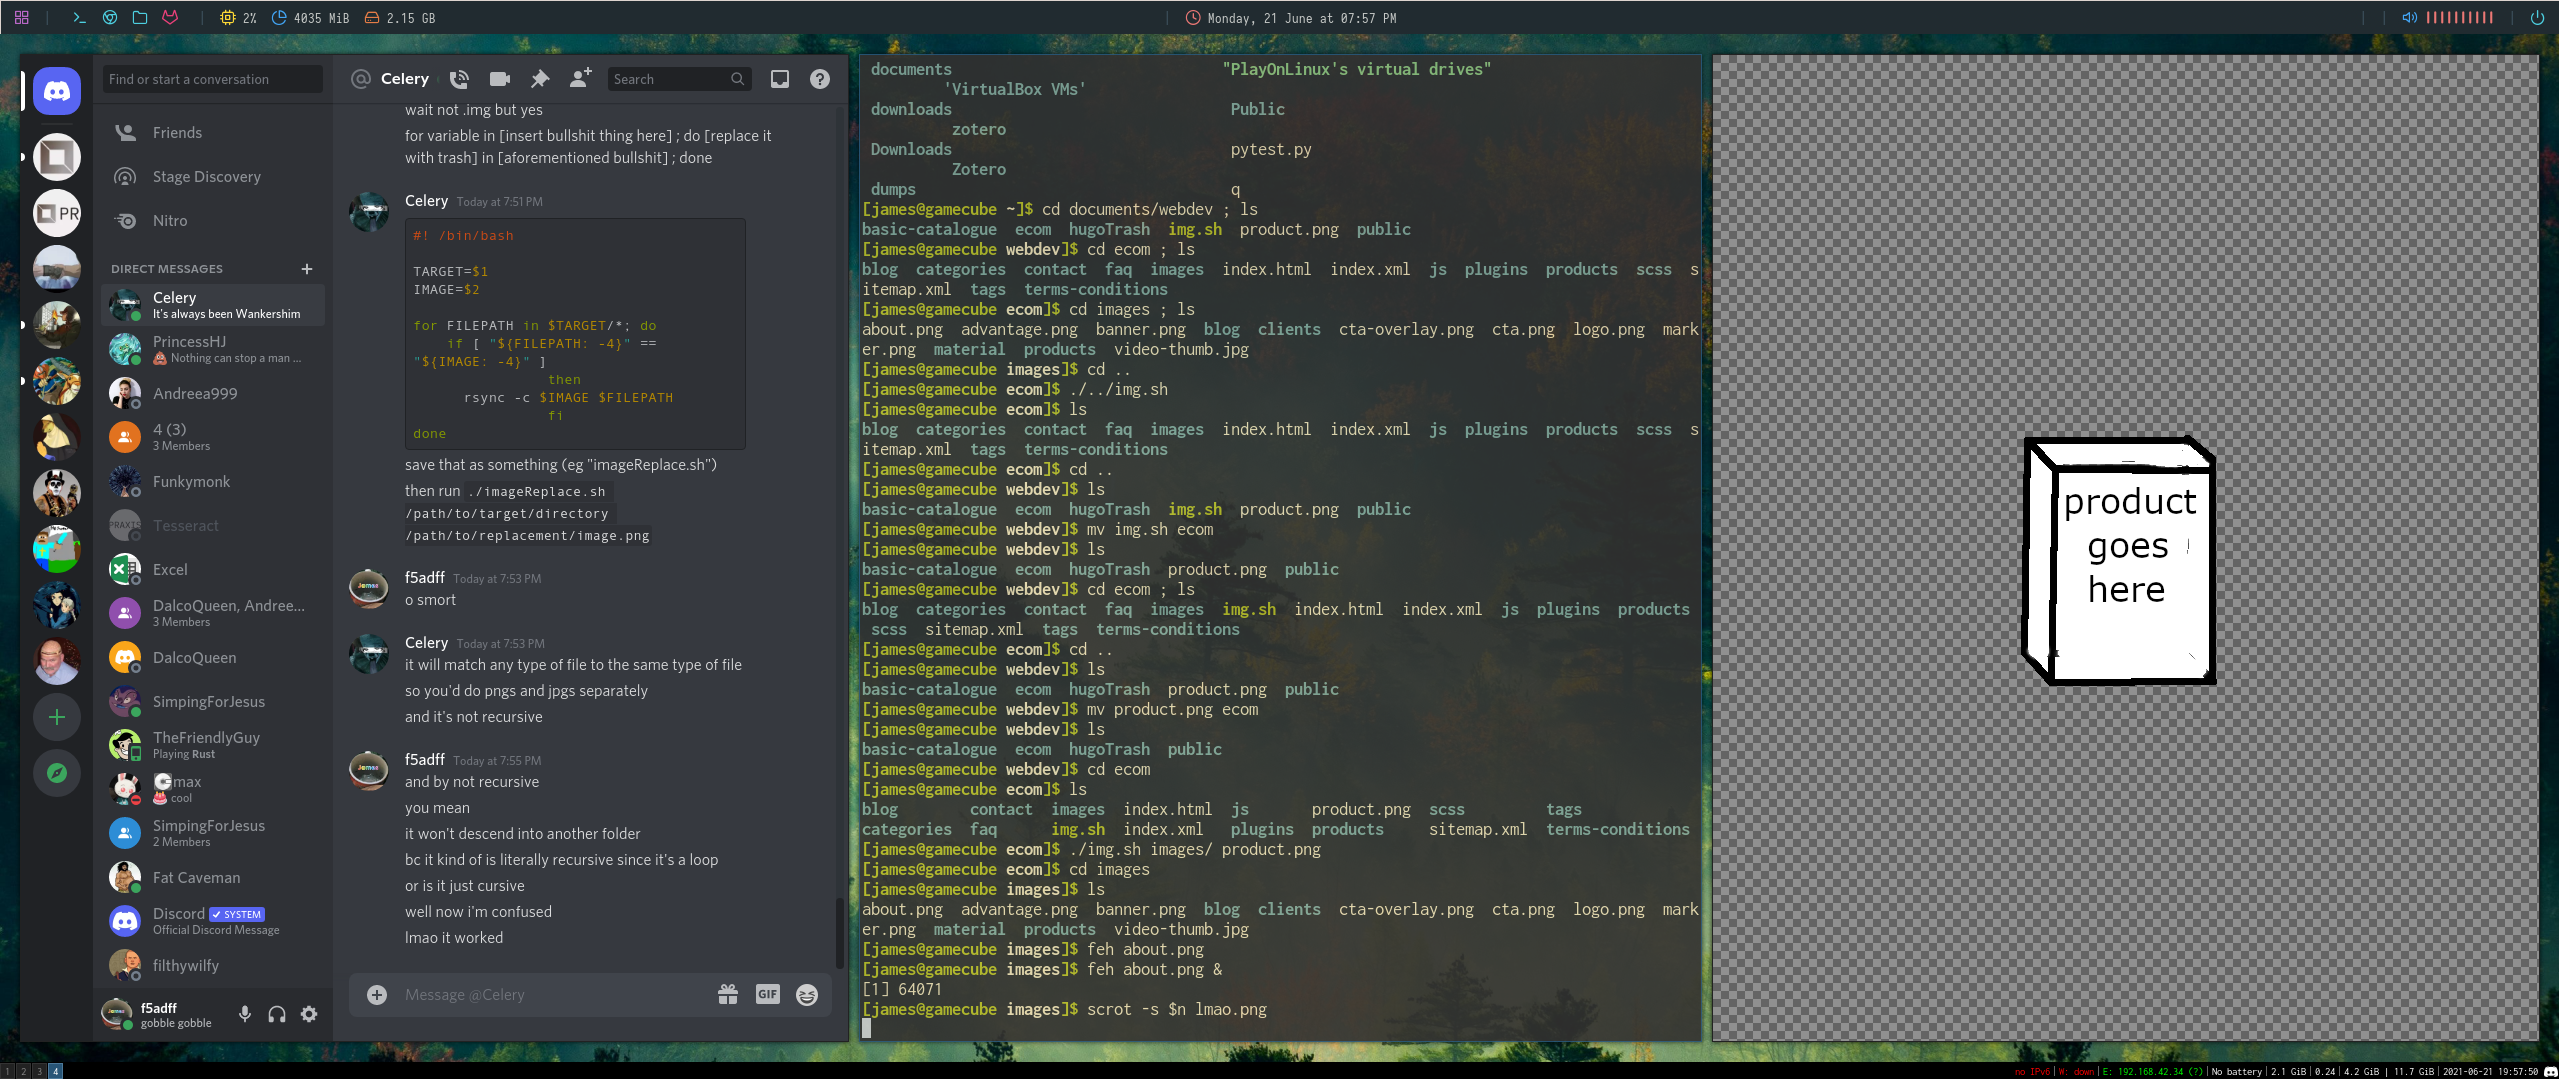 2%
4035 MiB
2.15 GB
Monday, 21 June at 07:57 PM
Find or start a conversation
Friends
Stage Discovery
Nitro
DIRECT MESSAGES
Celery
It's always been Wankershim
PrincessHJ
Nothing can stop a man ...
Andreea999
4 (3)
3 Members
Funkymonk
PRAXIS
Tesseract
Excel
DalcoQueen, Andree...
3 Members
DalcoQueen
SimpingForJesus
TheFriendlyGuy
Playing Rust
max
cool
SimpingForJesus
2 Members
Fat Caveman
Discord SYSTEM
Official Discord Message
filthywilfy
f5adff
gobble gobble
PR
Celery
Search
wait not .img but yes
for variable in [insert bullshit thing here] ; do [replace it
with trash] in [aforementioned bullshit] ; done
Celery Today at 7:51 PM
#! /bin/bash
TARGET=$1
IMAGE=$2
for FILEPATH in $TARGET/*; do
if [ "${FILEPATH: -4}" ==
"${IMAGE: -4}" ]
then
rsync -c $IMAGE $FILEPATH
fi
done
save that as something (eg "imageReplace.sh")
then run ./imageReplace.sh
/path/to/target/directory
/path/to/replacement/image.png
f5adff Today at 7:53 PM
o smort
Celery Today at 7:53 PM
it will match any type of file to the same type of file
so you'd do pngs and jpgs separately
and it's not recursive
f5adff Today at 7:55 PM
and by not recursive
you mean
it won't descend into another folder
bc it kind of is literally recursive since it's a loop
or is it just cursive
well now i'm confused
lmao it worked
Message @Celery
GIF
documents "PlayOnLinux's virtual drives"
'VirtualBox VMs'
downloads Public
zotero
Downloads pytest.py
Zotero
dumps q
[james@gamecube ~]$ cd documents/webdev ; ls
basic-catalogue ecom hugoTrash img.sh product.png public
[james@gamecube webdev]$ cd ecom ; ls
blog categories contact faq images index.html index.xml js plugins products scss s
itemap.xml tags terms-conditions
[james@gamecube ecom]$ cd images ; ls
about.png advantage.png banner.png blog clients cta-overlay.png cta.png logo.png mark
er.png material products video-thumb.jpg
[james@gamecube images]$ cd ..
[james@gamecube ecom]$ ./../img.sh
[james@gamecube ecom]$ ls
blog categories contact faq images index.html index.xml js plugins products scss s
itemap.xml tags terms-conditions
[james@gamecube ecom]$ cd ..
[james@gamecube webdev]$ ls
basic-catalogue ecom hugoTrash img.sh product.png public
[james@gamecube webdev]$ mv img.sh ecom
[james@gamecube webdev]$ ls
basic-catalogue ecom hugoTrash product.png public
[james@gamecube webdev]$ cd ecom ; ls
blog categories contact faq images img.sh index.html index.xml js plugins products
scss sitemap.xml tags terms-conditions
[james@gamecube ecom]$ cd ..
[james@gamecube webdev]$ ls
basic-catalogue ecom hugoTrash product.png public
[james@gamecube webdev]$ mv product.png ecom
[james@gamecube webdev]$ ls
basic-catalogue ecom hugoTrash public
[james@gamecube webdev]$ cd ecom
[james@gamecube ecom]$ ls
blog contact images index.html js product.png scss tags
categories faq img.sh index.xml plugins products sitemap.xml terms-conditions
[james@gamecube ecom]$ ./img.sh images/ product.png
[james@gamecube ecom]$ cd images
[james@gamecube images]$ ls
about.png advantage.png banner.png blog clients cta-overlay.png cta.png logo.png mark
er.png material products video-thumb.jpg
[james@gamecube images]$ feh about.png
[james@gamecube images]$ feh about.png &
[1] 64071
[james@gamecube images]$ scrot -s $n lmao.png
product
goes
here
1 2 3 4
no IPv6 | W: down | E: 192.168.42.34 (?) | No battery | 2.1 GiB | 0.24 | 4.2 GiB | 11.7 GiB | 2021-06-21 19:57:50